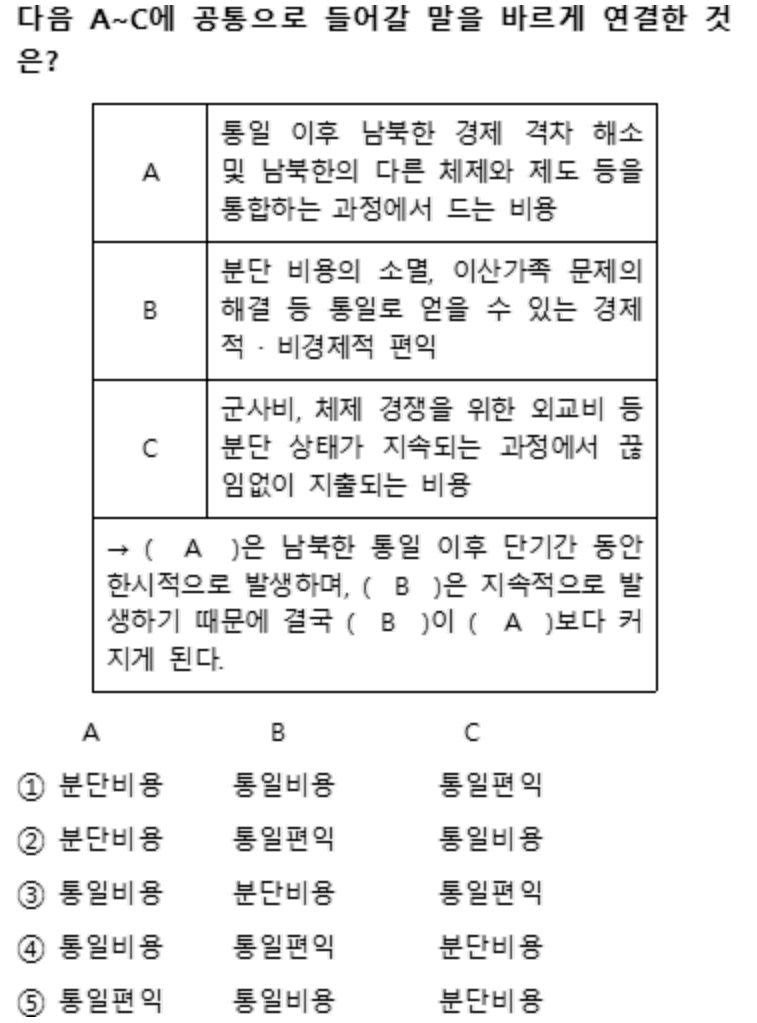 다음 A~C에 공통으로 들어갈 말을 바르게 연결한 것
은?
A
통일 이후 남북한 경제 격차 해소
및 남북한의 다른 체제와 제도 등을
통합하는 과정에서 드는 비용
B
분단 비용의 소멸, 이산가족 문제의
해결 등 통일로 얻을 수 있는 경제
적 · 비경제적 편익
C
군사비, 체제 경쟁을 위한 외교비 등
분단 상태가 지속되는 과정에서 끊
임없이 지출되는 비용
→ ( A )은 남북한 통일 이후 단기간 동안
한시적으로 발생하며, ( B )은 지속적으로 발
생하기 때문에 결국 ( B )이 ( A )보다 커
지게 된다.
A B C
① 분단비용 통일비용 통일편익
② 분단비용 통일편익 통일비용
③ 통일비용 분단비용 통일편익
④ 통일비용 통일편익 분단비용
⑤ 통일편익 통일비용 분단비용